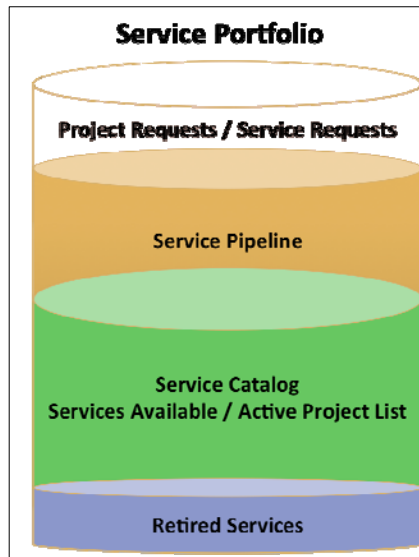 Service Portfolio
Project Requests / Service Requests
Service Pipeline
Service Catalog
Services Available / Active Project List
Retired Services